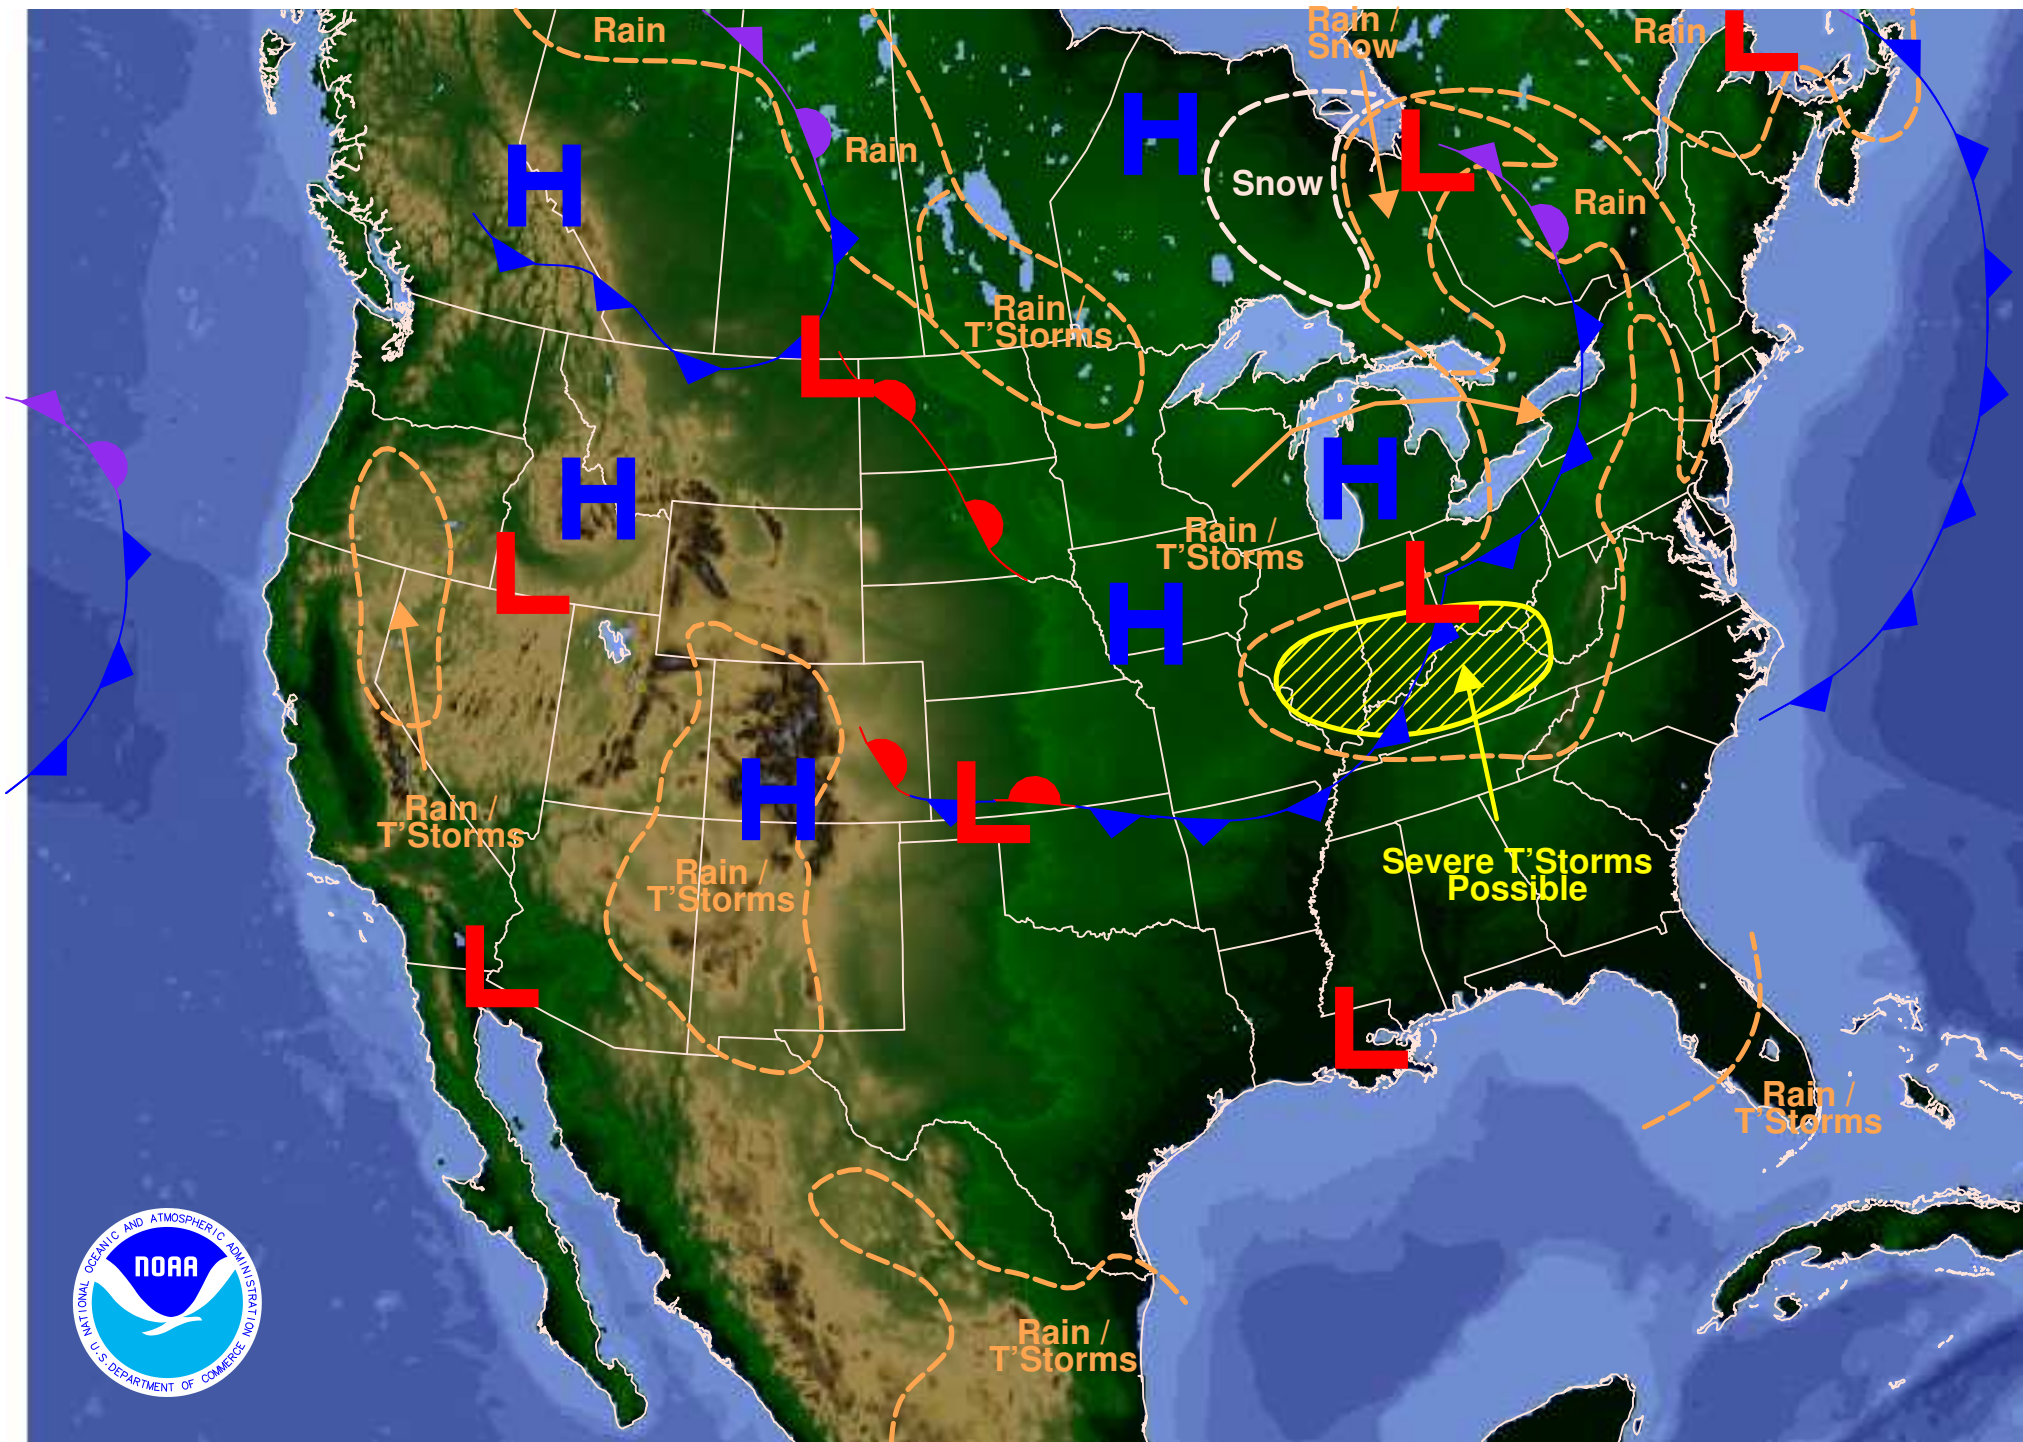 Rain
Rain /
Snow
Rain
L
H
H
Rain
L
Snow
Rain
Rain /
T'Storms
L
H
H
Rain /
T'Storms
L
L
H
H
L
Rain /
T'Storms
Rain /
T'Storms
Severe T'Storms
Possible
L
L
Rain /
T'Storms
NATIONAL OCEANIC AND ATMOSPHERIC ADMINISTRATION
NOAA
U.S. DEPARTMENT OF COMMERCE
Rain /
T'Storms